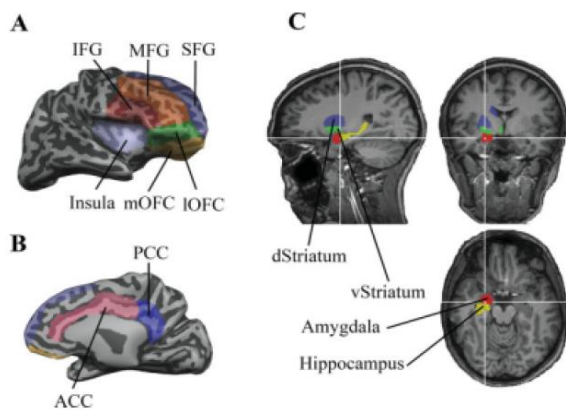 A
IFG MFG SFG
Insula mOFC lOFC
B
PCC
ACC
C
dStriatum
vStriatum
Amygdala
Hippocampus